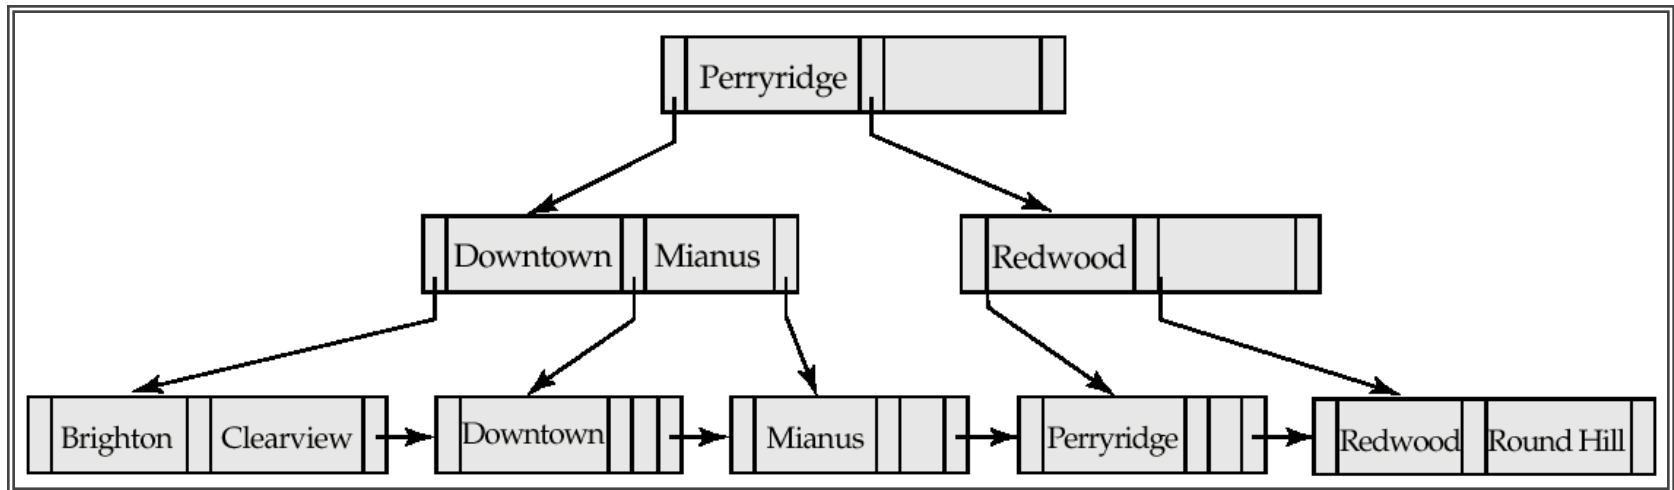 Perryridge
Downtown Mianus Redwood
Brighton Clearview Downtown Mianus Perryridge Redwood Round Hill